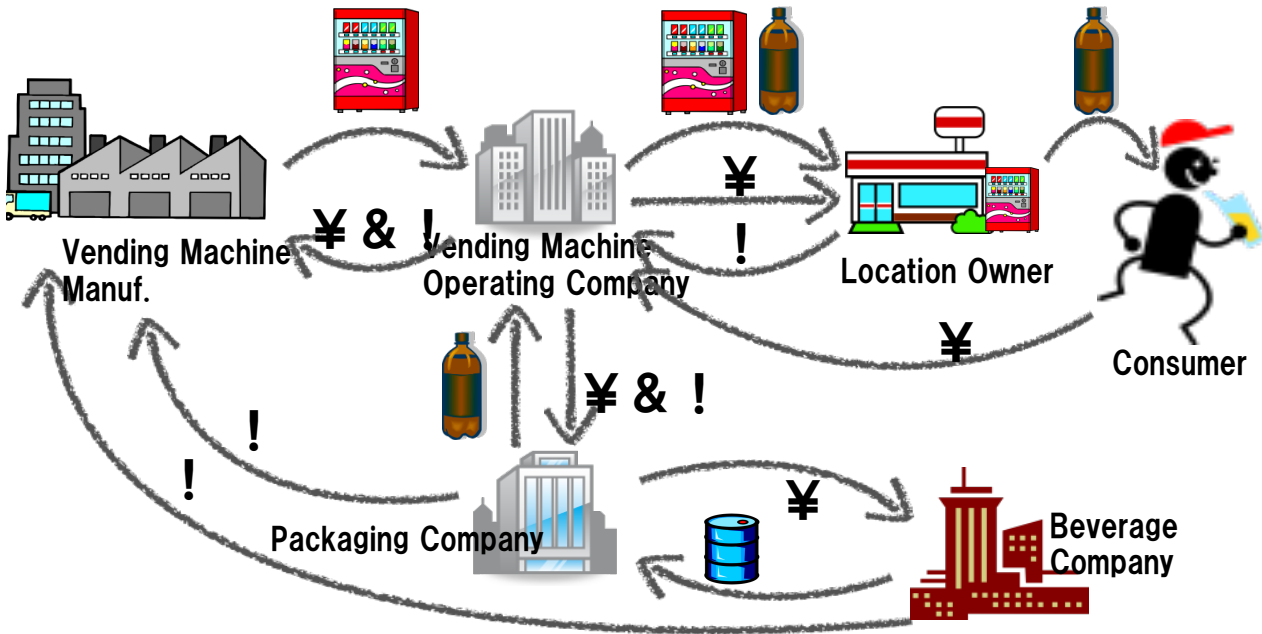 ¥
¥ & !
!
Vending Machine
Manuf.
Vending Machine
Operating Company
Location Owner
¥
Consumer
¥ & !
!
!
¥
Packaging Company
Beverage
Company